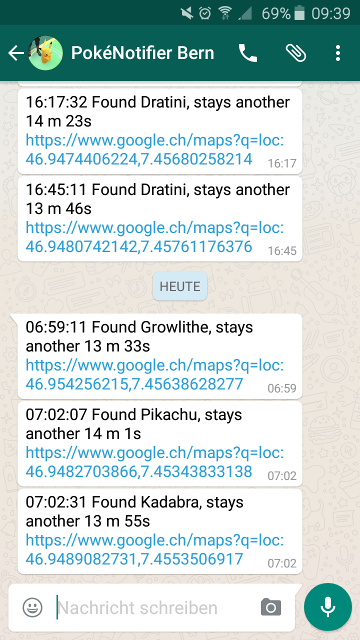 69% 09:39
PokéNotifier Bern
16:17:32 Found Dratini, stays another
14 m 23s
https://www.google.ch/maps?q=loc:
46.9474406224,7.45680258214 16:17
16:45:11 Found Dratini, stays another
13 m 46s
https://www.google.ch/maps?q=loc:
46.9480742142,7.45761176376 16:45
HEUTE
06:59:11 Found Growlithe, stays
another 13 m 33s
https://www.google.ch/maps?q=loc:
46.954256215,7.45638628277 06:59
07:02:07 Found Pikachu, stays
another 14 m 1s
https://www.google.ch/maps?q=loc:
46.9482703866,7.45343833138 07:02
07:02:31 Found Kadabra, stays
another 13 m 55s
https://www.google.ch/maps?q=loc:
46.9489082731,7.4553506917 07:02
Nachricht schreiben